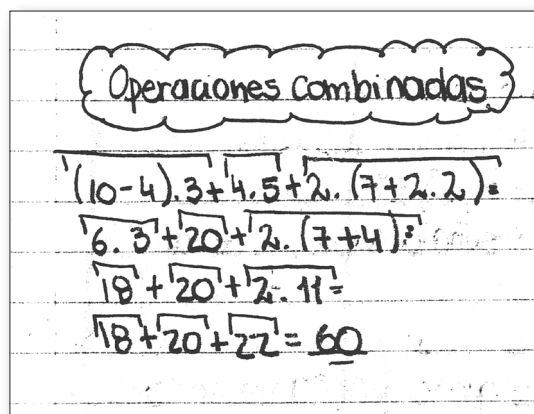 Operaciones combinadas
(10-4).3+4.5+2.(7+2.2)=
6.3+20+2.(7+4)=
18+20+2.11=
18+20+22=60